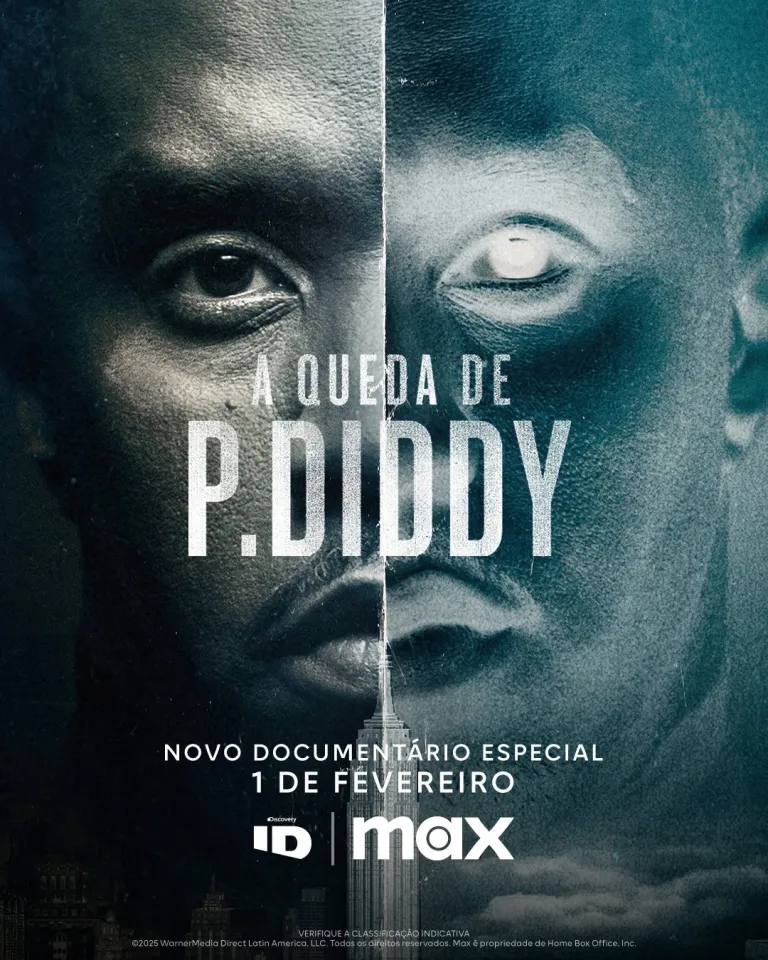 A QUEDA DE
P.DIDDY
NOVO DOCUMENTÁRIO ESPECIAL
1 DE FEVEREIRO
Discovery
ID | max
VERIFIQUE A CLASSIFICAÇÃO INDICATIVA
©2025 WarnerMedia Direct Latin America, LLC. Todos os direitos reservados. Max é propriedade de Home Box Office, Inc.